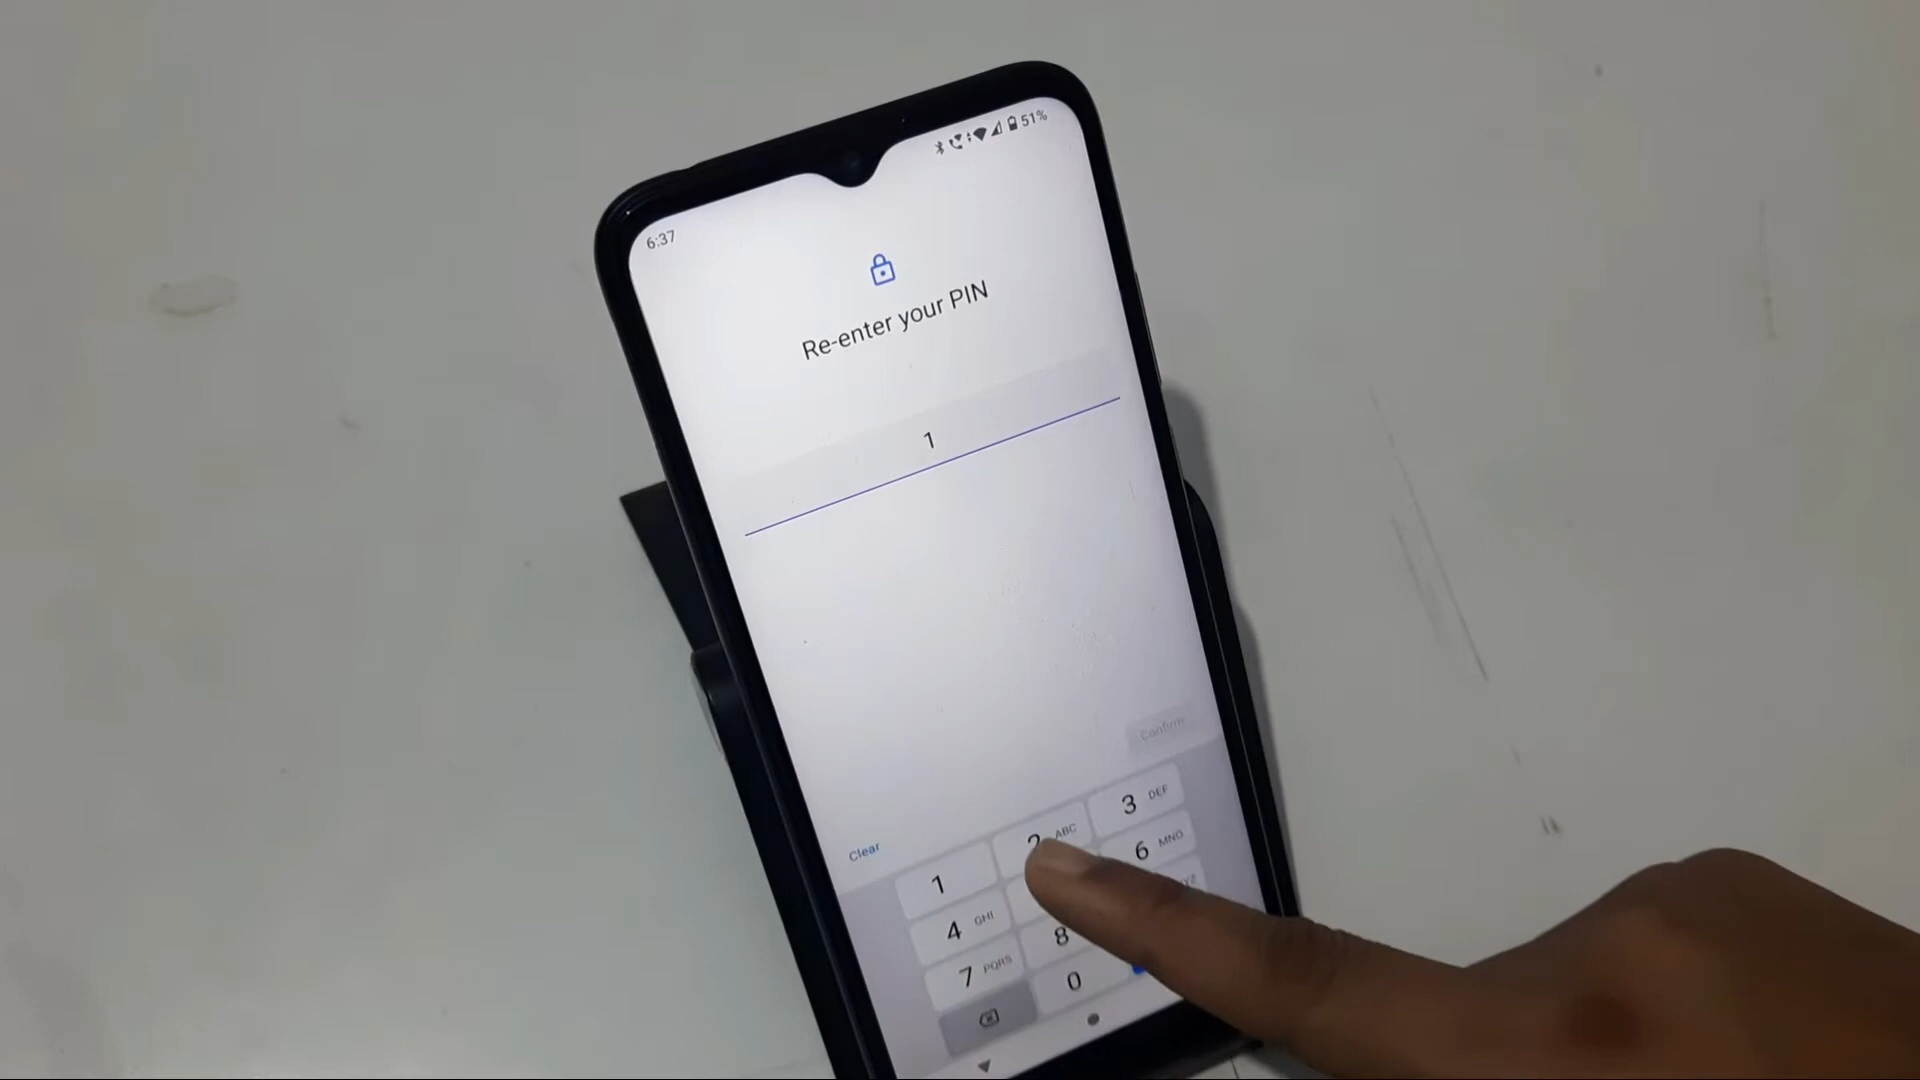 51%
6:37
Re-enter your PIN
1
Confirm
Clear
1
2 ABC
3 DEF
4 GHI
6 MNO
7 PQRS
8
0